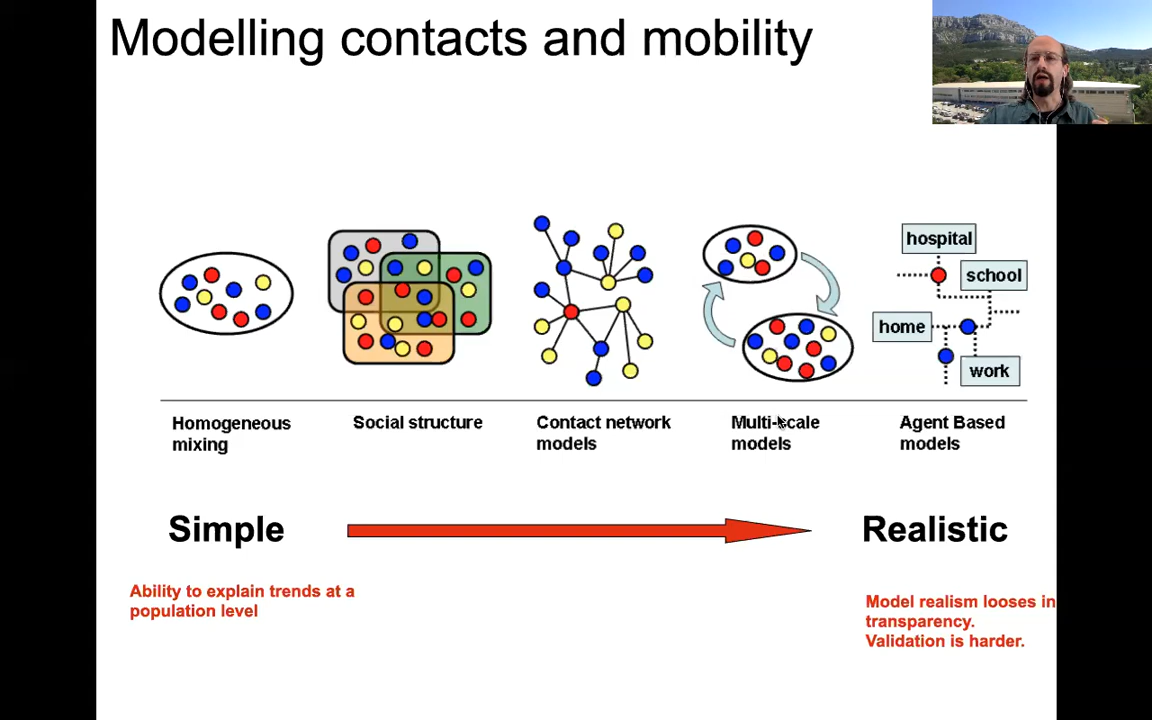 Modelling contacts and mobility
hospital
school
home
work
Homogeneous
mixing
Social structure
Contact network
models
Multi-scale
models
Agent Based
models
Simple
Realistic
Ability to explain trends at a
population level
Model realism looses in
transparency.
Validation is harder.